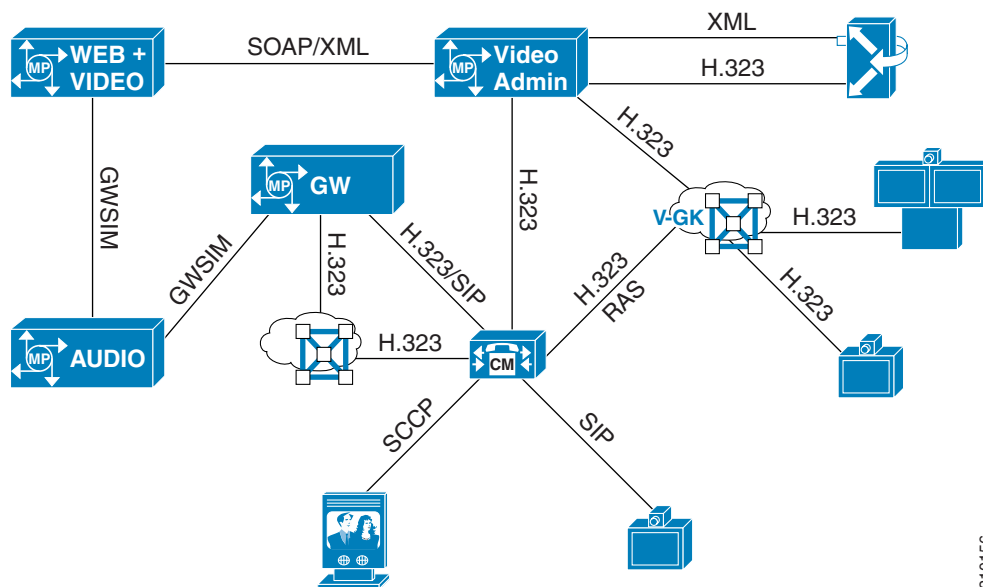 XML
SOAP/XML
MP WEB +
VIDEO
MP Video
Admin
H.323
H.323
GWSIM
MP GW
H.323
V-GK
H.323
GWSIM
H.323
H.323/SIP
H.323
RAS
H.323
MP AUDIO
H.323
CM
SCCP
SIP